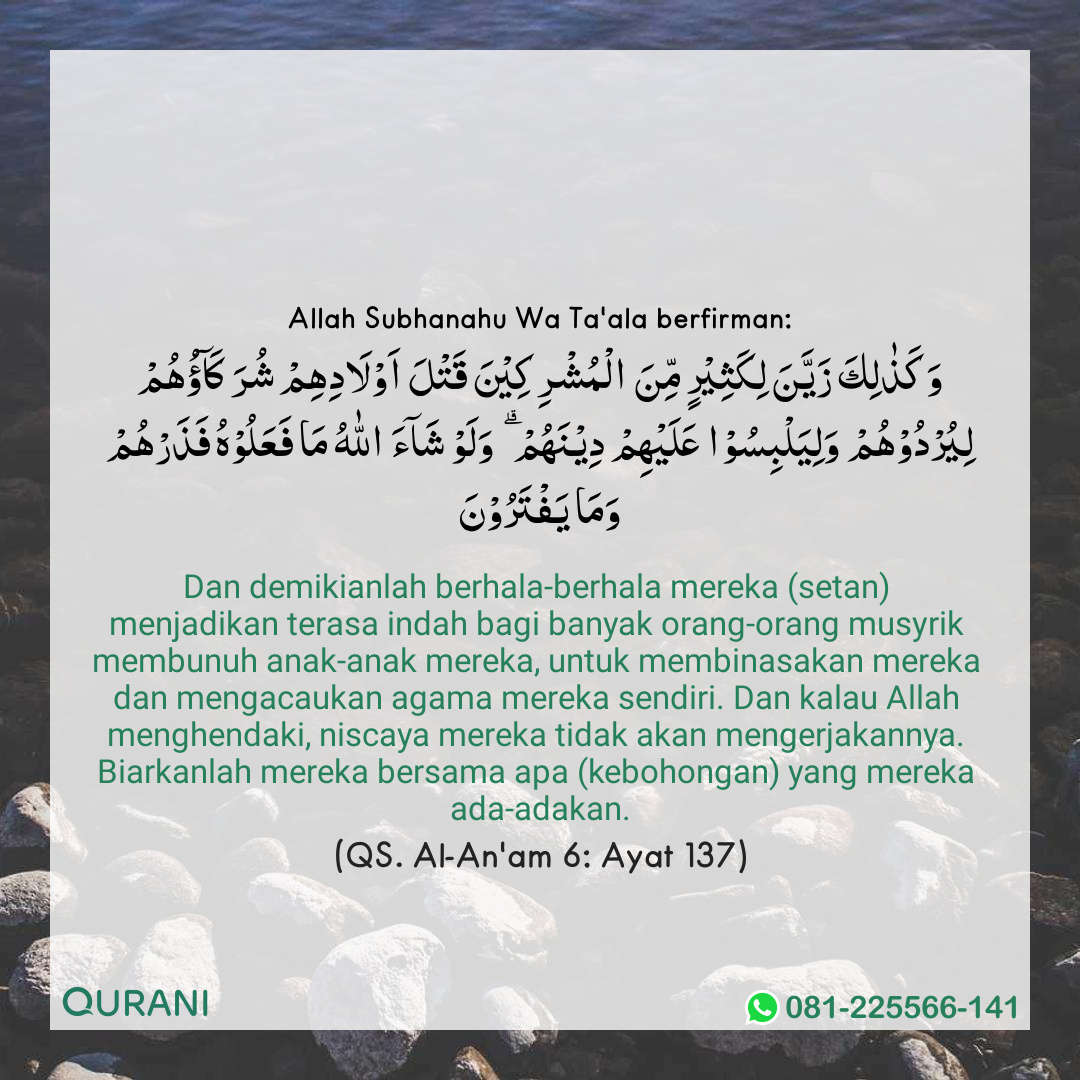 Allah Subhanahu Wa Ta'ala berfirman:
وَكَذٰلِكَ زَيَّنَ لِكَثِيْرٍ مِّنَ الْمُشْرِكِيْنَ قَتْلَ اَوْلَادِهِمْ شُرَكَآؤُهُمْ
لِيُرْدُوْهُمْ وَلِيَلْبِسُوْا عَلَيْهِمْ دِيْنَهُمْ ۗ وَلَوْ شَآءَ اللّٰهُ مَا فَعَلُوْهُ فَذَرْهُمْ
وَمَا يَفْتَرُوْنَ
Dan demikianlah berhala-berhala mereka (setan)
menjadikan terasa indah bagi banyak orang-orang musyrik
membunuh anak-anak mereka, untuk membinasakan mereka
dan mengacaukan agama mereka sendiri. Dan kalau Allah
menghendaki, niscaya mereka tidak akan mengerjakannya.
Biarkanlah mereka bersama apa (kebohongan) yang mereka
ada-adakan.
(QS. Al-An'am 6: Ayat 137)
QURANI
081-225566-141